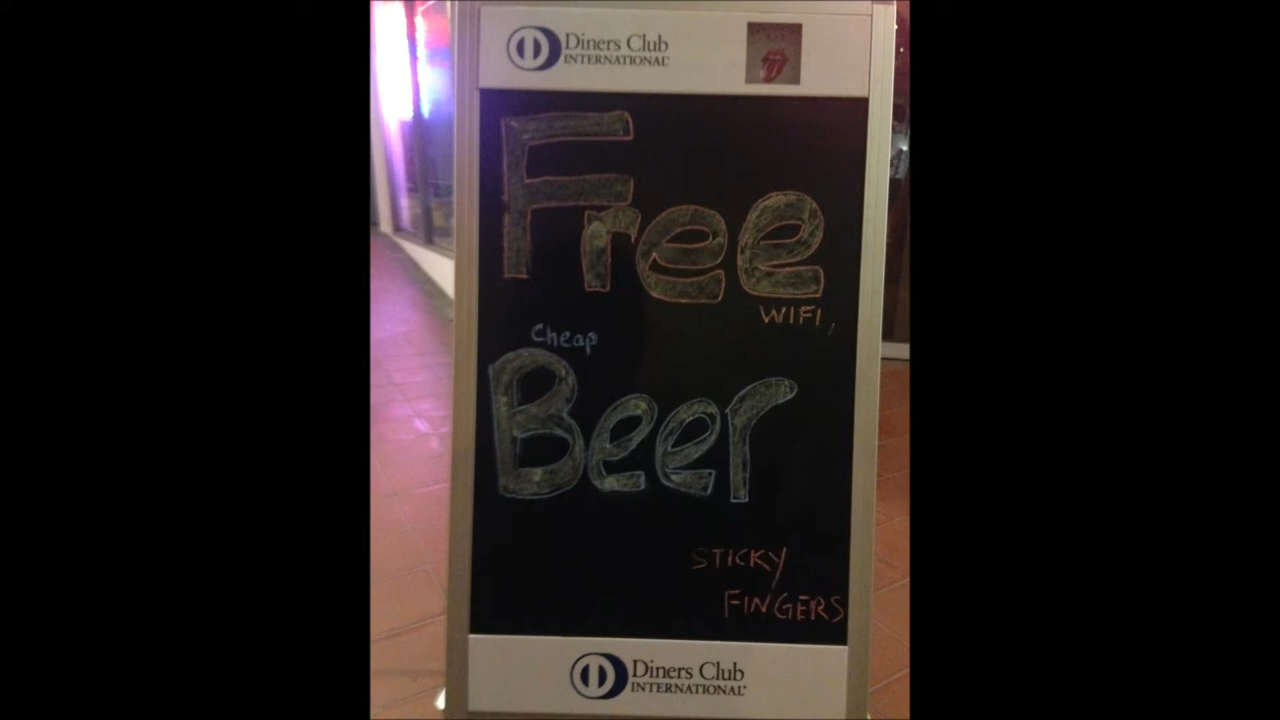 Diners Club
INTERNATIONAL
Free
WIFI,
Cheap
Beer
STICKY
FINGERS
Diners Club
INTERNATIONAL